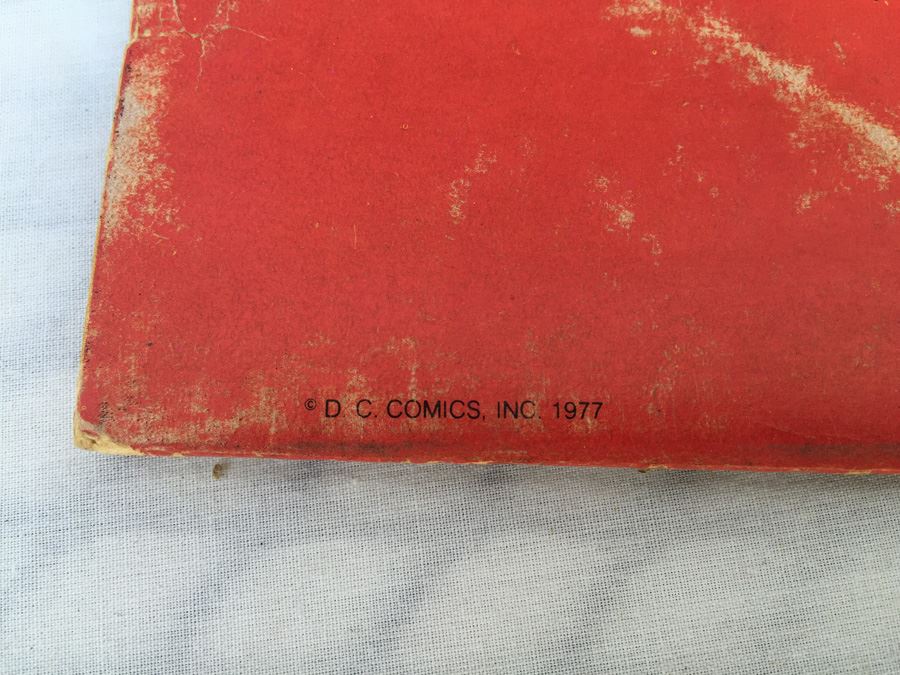 © D. C. COMICS, INC. 1977